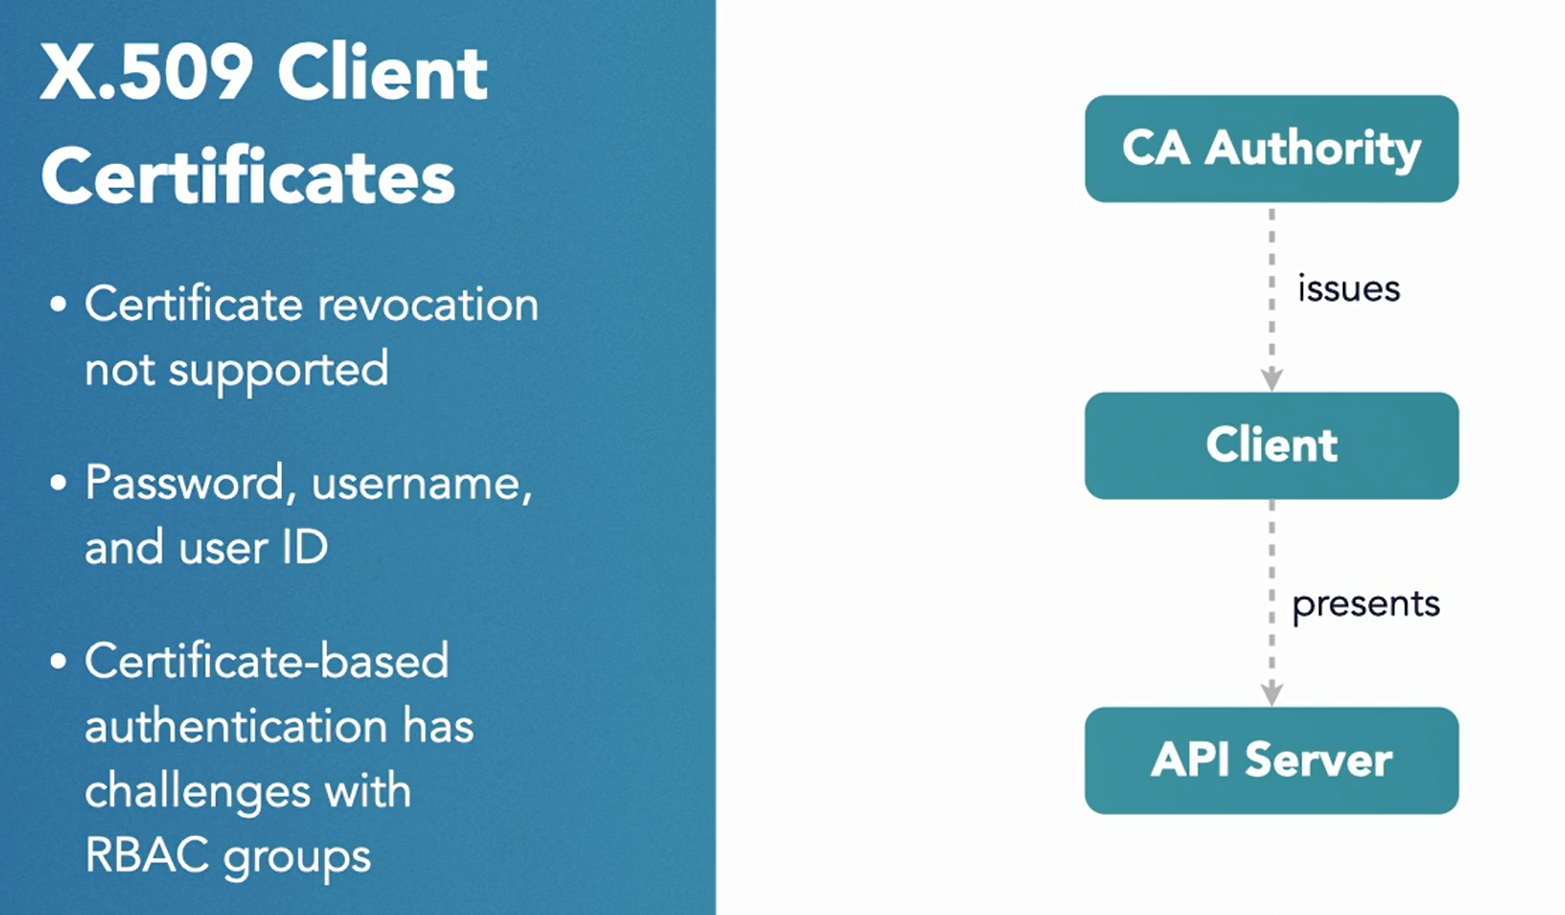 X.509 Client
Certificates
• Certificate revocation
not supported
• Password, username,
and user ID
• Certificate-based
authentication has
challenges with
RBAC groups
CA Authority
issues
Client
presents
API Server